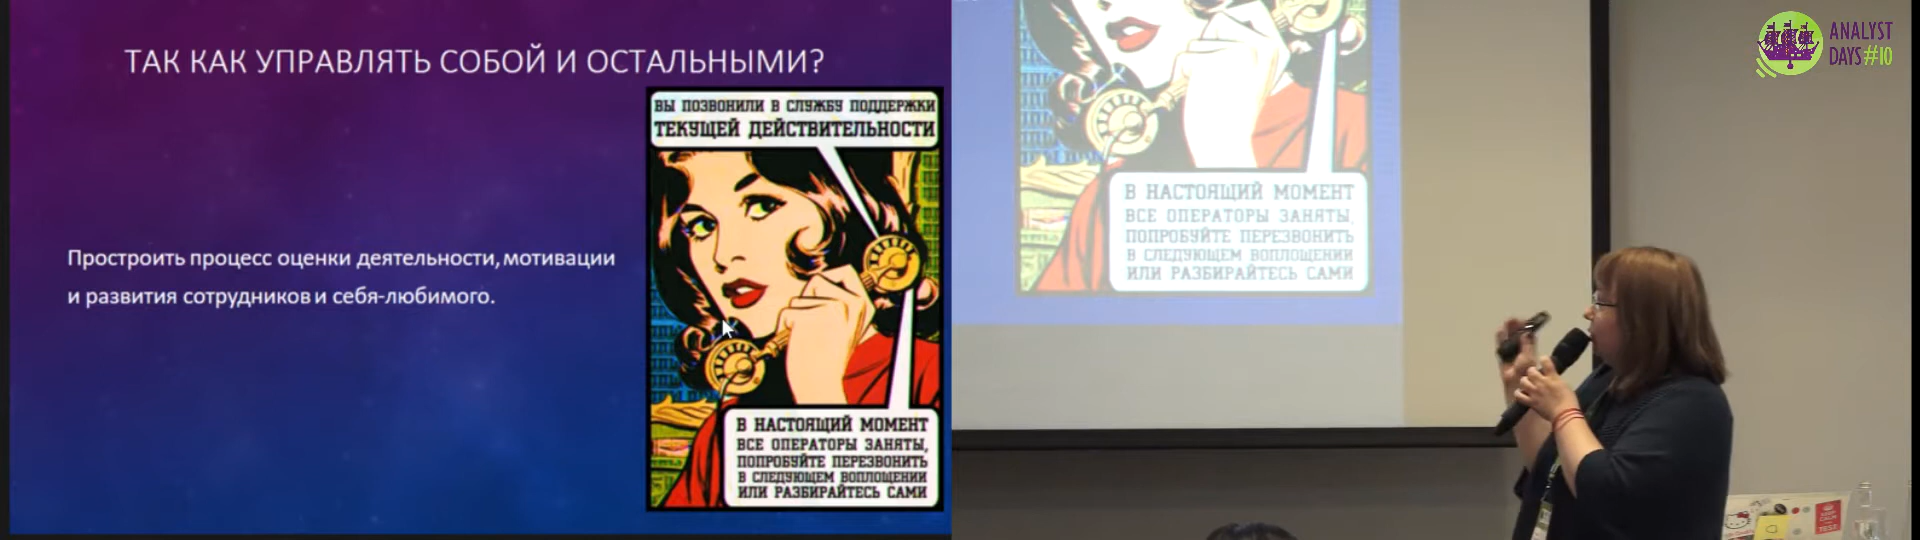 ТАК КАК УПРАВЛЯТЬ СОБОЙ И ОСТАЛЬНЫМИ?
ВЫ ПОЗВОНИЛИ В СЛУЖБУ ПОДДЕРЖКИ
ТЕКУЩЕЙ ДЕЙСТВИТЕЛЬНОСТИ
Простроить процесс оценки деятельности, мотивации
и развития сотрудников и себя-любимого.
В НАСТОЯЩИЙ МОМЕНТ
ВСЕ ОПЕРАТОРЫ ЗАНЯТЫ,
ПОПРОБУЙТЕ ПЕРЕЗВОНИТЬ
В СЛЕДУЮЩЕМ ВОПЛОЩЕНИИ
ИЛИ РАЗБИРАЙТЕСЬ САМИ
В НАСТОЯЩИЙ МОМЕНТ
ВСЕ ОПЕРАТОРЫ ЗАНЯТЫ,
ПОПРОБУЙТЕ ПЕРЕЗВОНИТЬ
В СЛЕДУЮЩЕМ ВОПЛОЩЕНИИ
ИЛИ РАЗБИРАЙТЕСЬ САМИ
ANALYST
DAYS#10